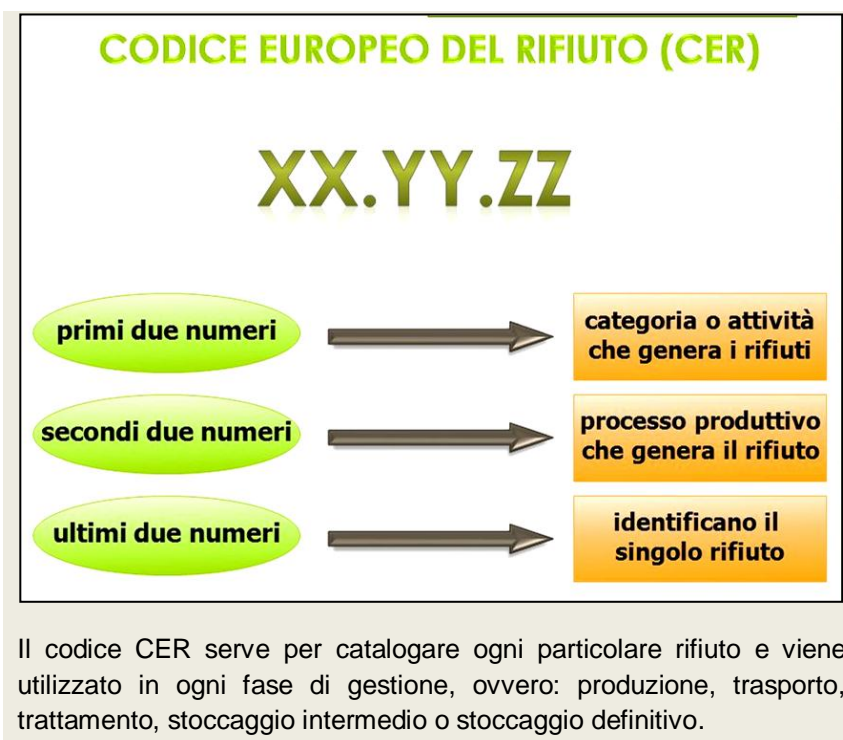 CODICE EUROPEO DEL RIFIUTO (CER)
XX.YY.ZZ
primi due numeri
categoria o attività
che genera i rifiuti
secondi due numeri
processo produttivo
che genera il rifiuto
ultimi due numeri
identificano il
singolo rifiuto
Il codice CER serve per catalogare ogni particolare rifiuto e viene
utilizzato in ogni fase di gestione, ovvero: produzione, trasporto,
trattamento, stoccaggio intermedio o stoccaggio definitivo.